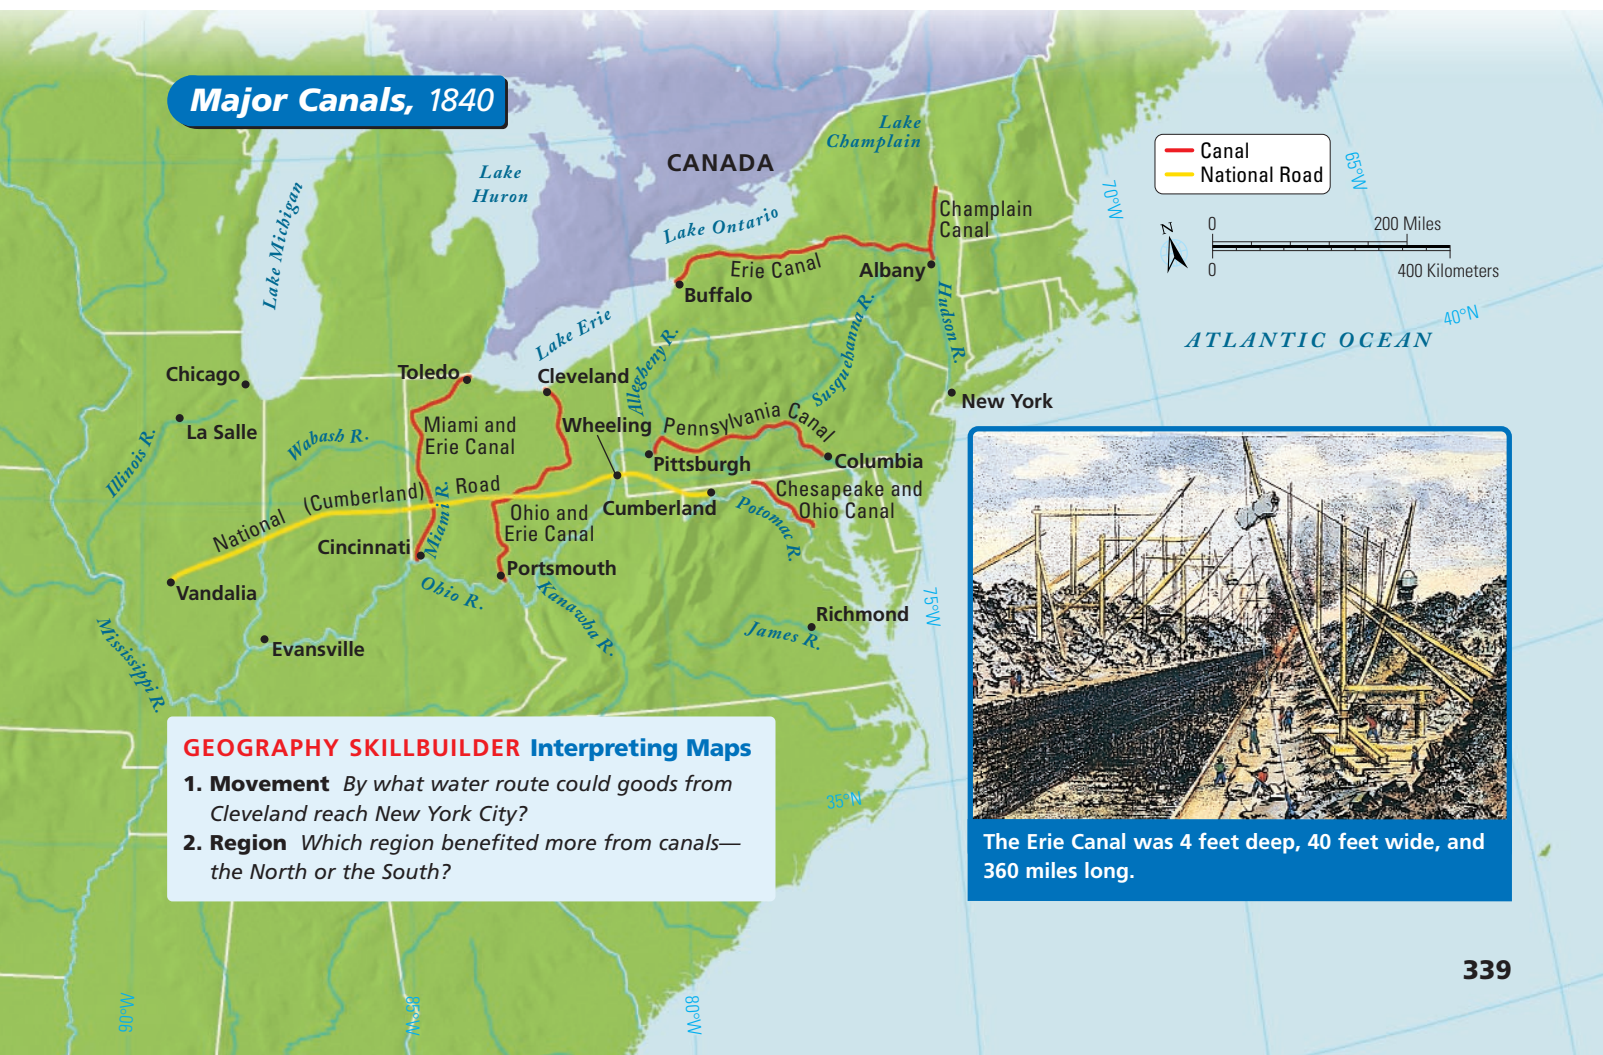 Major Canals, 1840
CANADA
Lake
Champlain
Lake
Huron
Lake Michigan
Lake Ontario
Lake Erie
Canal
National Road
65°W
70°W
N
0 200 Miles
0 400 Kilometers
40°N
ATLANTIC OCEAN
Champlain
Canal
Erie Canal
Albany
Buffalo
Hudson R.
Susquehanna R.
Allegheny R.
Chicago
Toledo
Cleveland
New York
La Salle
Illinois R.
Wabash R.
Miami and
Erie Canal
Wheeling
Pennsylvania Canal
Pittsburgh
Columbia
National (Cumberland) Road
Miami R.
Ohio and
Erie Canal
Cumberland
Chesapeake and
Ohio Canal
Potomac R.
Cincinnati
Portsmouth
Vandalia
Ohio R.
Kanawha R.
75°W
Richmond
James R.
Evansville
Mississippi R.
35°N
90°W
85°W
80°W
GEOGRAPHY SKILLBUILDER Interpreting Maps
1. Movement By what water route could goods from
Cleveland reach New York City?
2. Region Which region benefited more from canals—
the North or the South?
The Erie Canal was 4 feet deep, 40 feet wide, and
360 miles long.
339